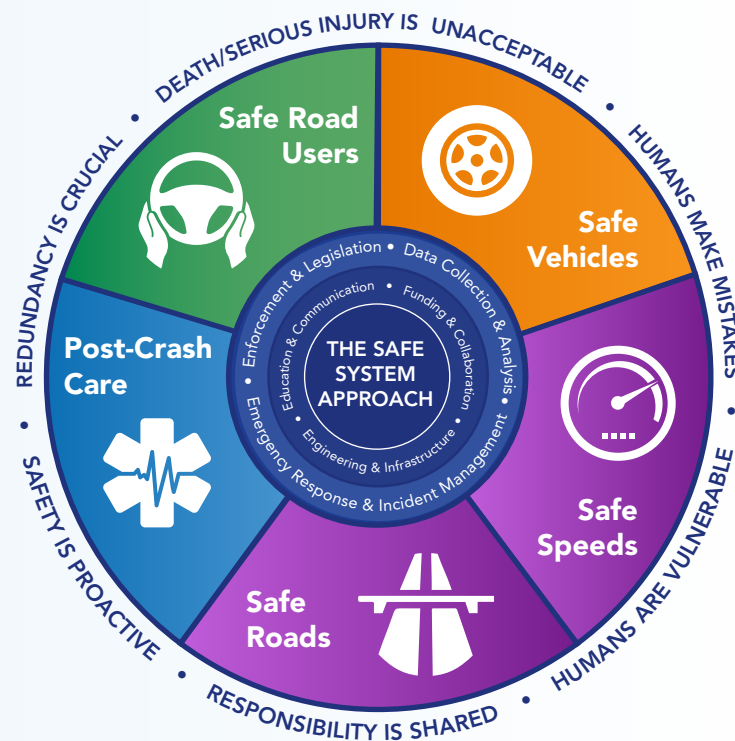 DEATH/SERIOUS INJURY IS UNACCEPTABLE
HUMANS MAKE MISTAKES
HUMANS ARE VULNERABLE
RESPONSIBILITY IS SHARED
SAFETY IS PROACTIVE
REDUNDANCY IS CRUCIAL
Safe Road
Users
Safe
Vehicles
Safe
Speeds
Safe
Roads
Post-Crash
Care
Enforcement & Legislation
Data Collection & Analysis
Emergency Response & Incident Management
Education & Communication
Funding & Collaboration
Engineering & Infrastructure
THE SAFE
SYSTEM
APPROACH